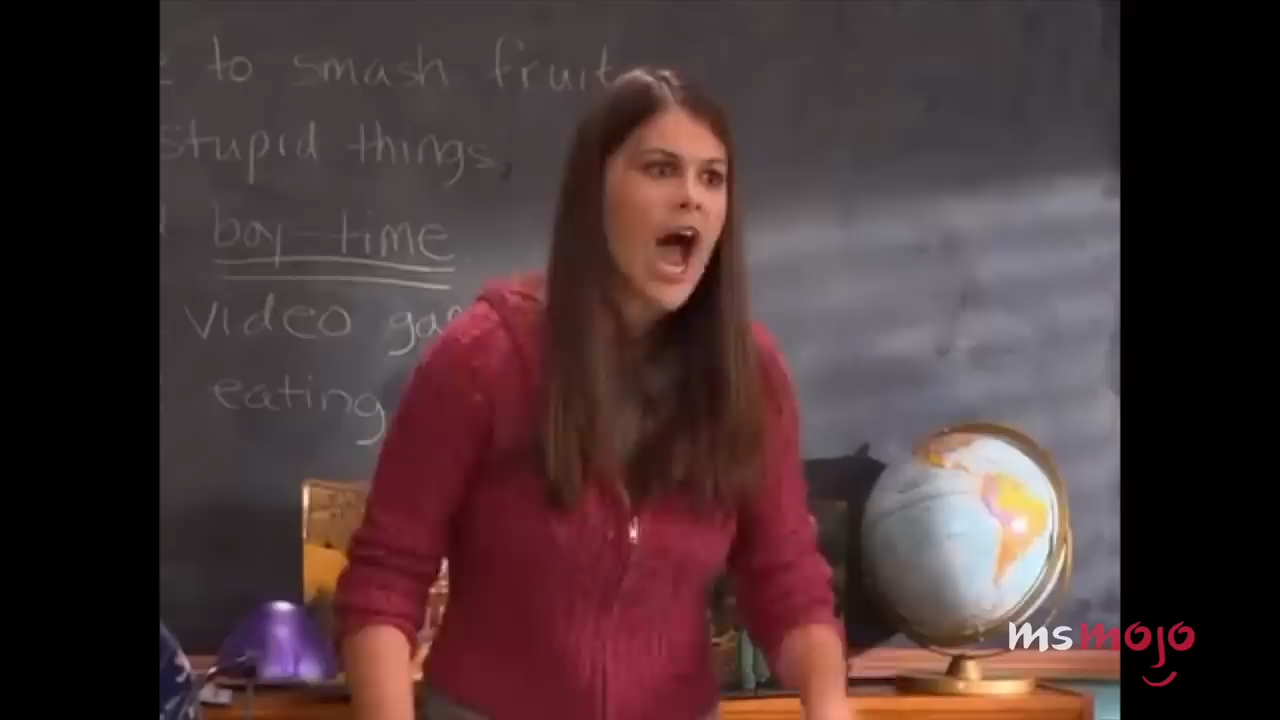 to smash fruit
stupid things,
boy-time
video
eating
msmojo